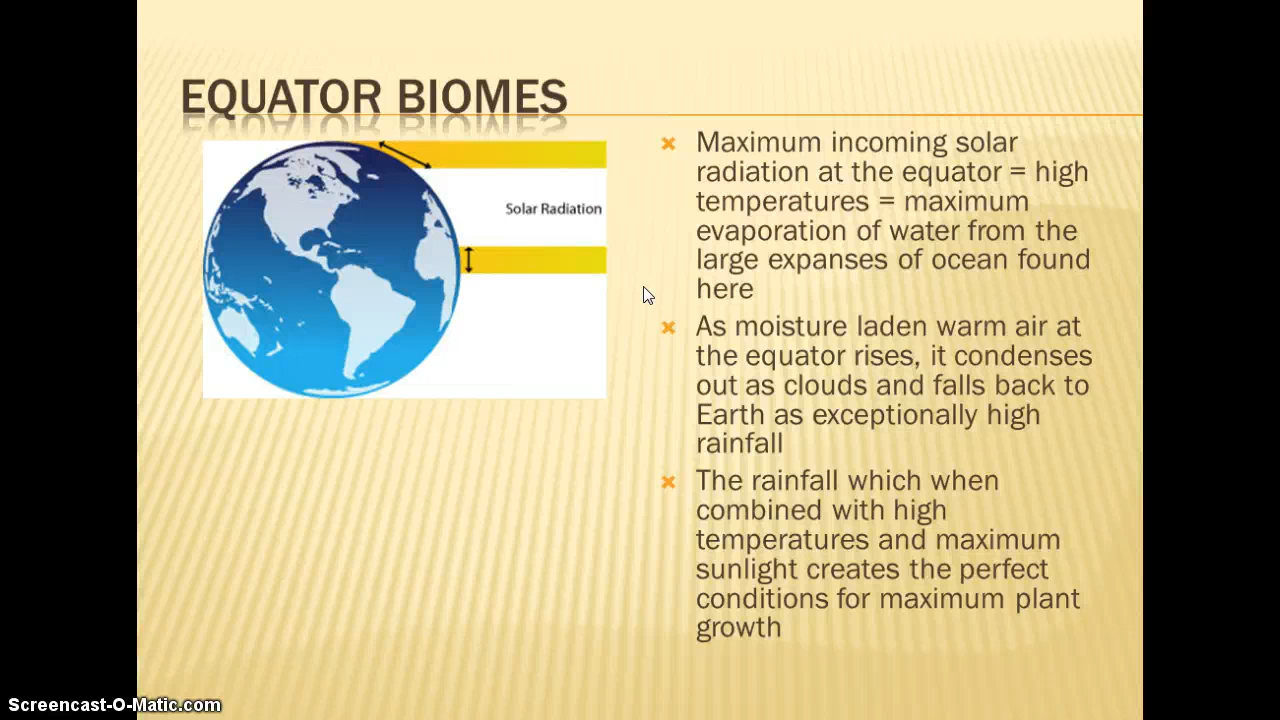 EQUATOR BIOMES
Solar Radiation
Maximum incoming solar
radiation at the equator = high
temperatures = maximum
evaporation of water from the
large expanses of ocean found
here
As moisture laden warm air at
the equator rises, it condenses
out as clouds and falls back to
Earth as exceptionally high
rainfall
The rainfall which when
combined with high
temperatures and maximum
sunlight creates the perfect
conditions for maximum plant
growth
Screencast-O-Matic.com